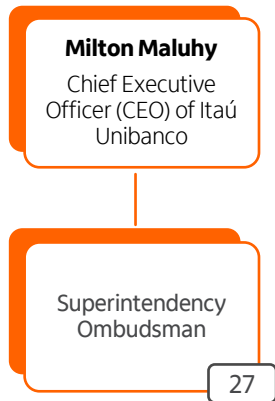 Milton Maluhy
Chief Executive
Officer (CEO) of Itaú
Unibanco
Superintendency
Ombudsman
27